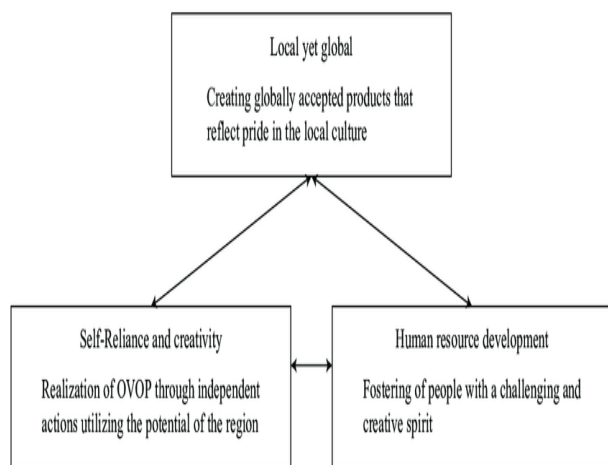 Local yet global
Creating globally accepted products that
reflect pride in the local culture
Self-Reliance and creativity
Realization of OVOP through independent
actions utilizing the potential of the region
Human resource development
Fostering of people with a challenging and
creative spirit